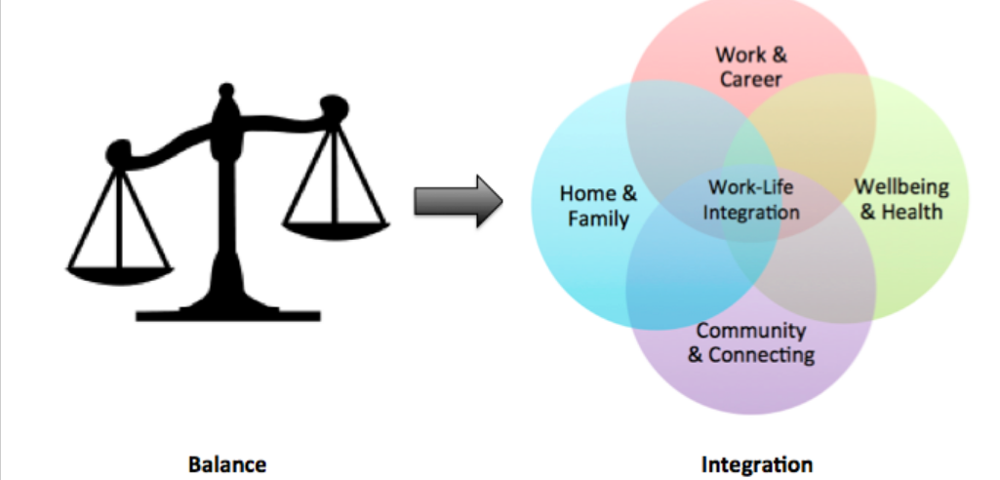 Work &
Career
Home &
Family
Work-Life
Integration
Wellbeing
& Health
Community
& Connecting
Balance
Integration